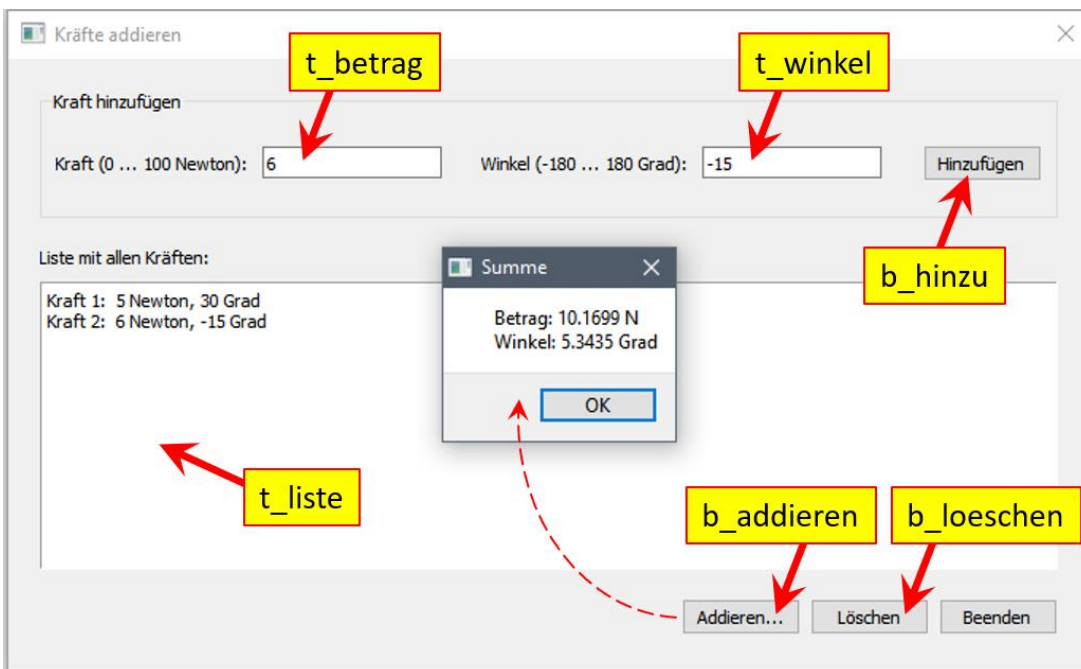 Kräfte addieren
t_betrag
t_winkel
Kraft hinzufügen
Kraft (0 ... 100 Newton): 6
Winkel (-180 ... 180 Grad): -15
Hinzufügen
b_hinzu
Liste mit allen Kräften:
Kraft 1: 5 Newton, 30 Grad
Kraft 2: 6 Newton, -15 Grad
Summe
Betrag: 10.1699 N
Winkel: 5.3435 Grad
OK
t_liste
b_addieren
b_loeschen
Addieren...
Löschen
Beenden